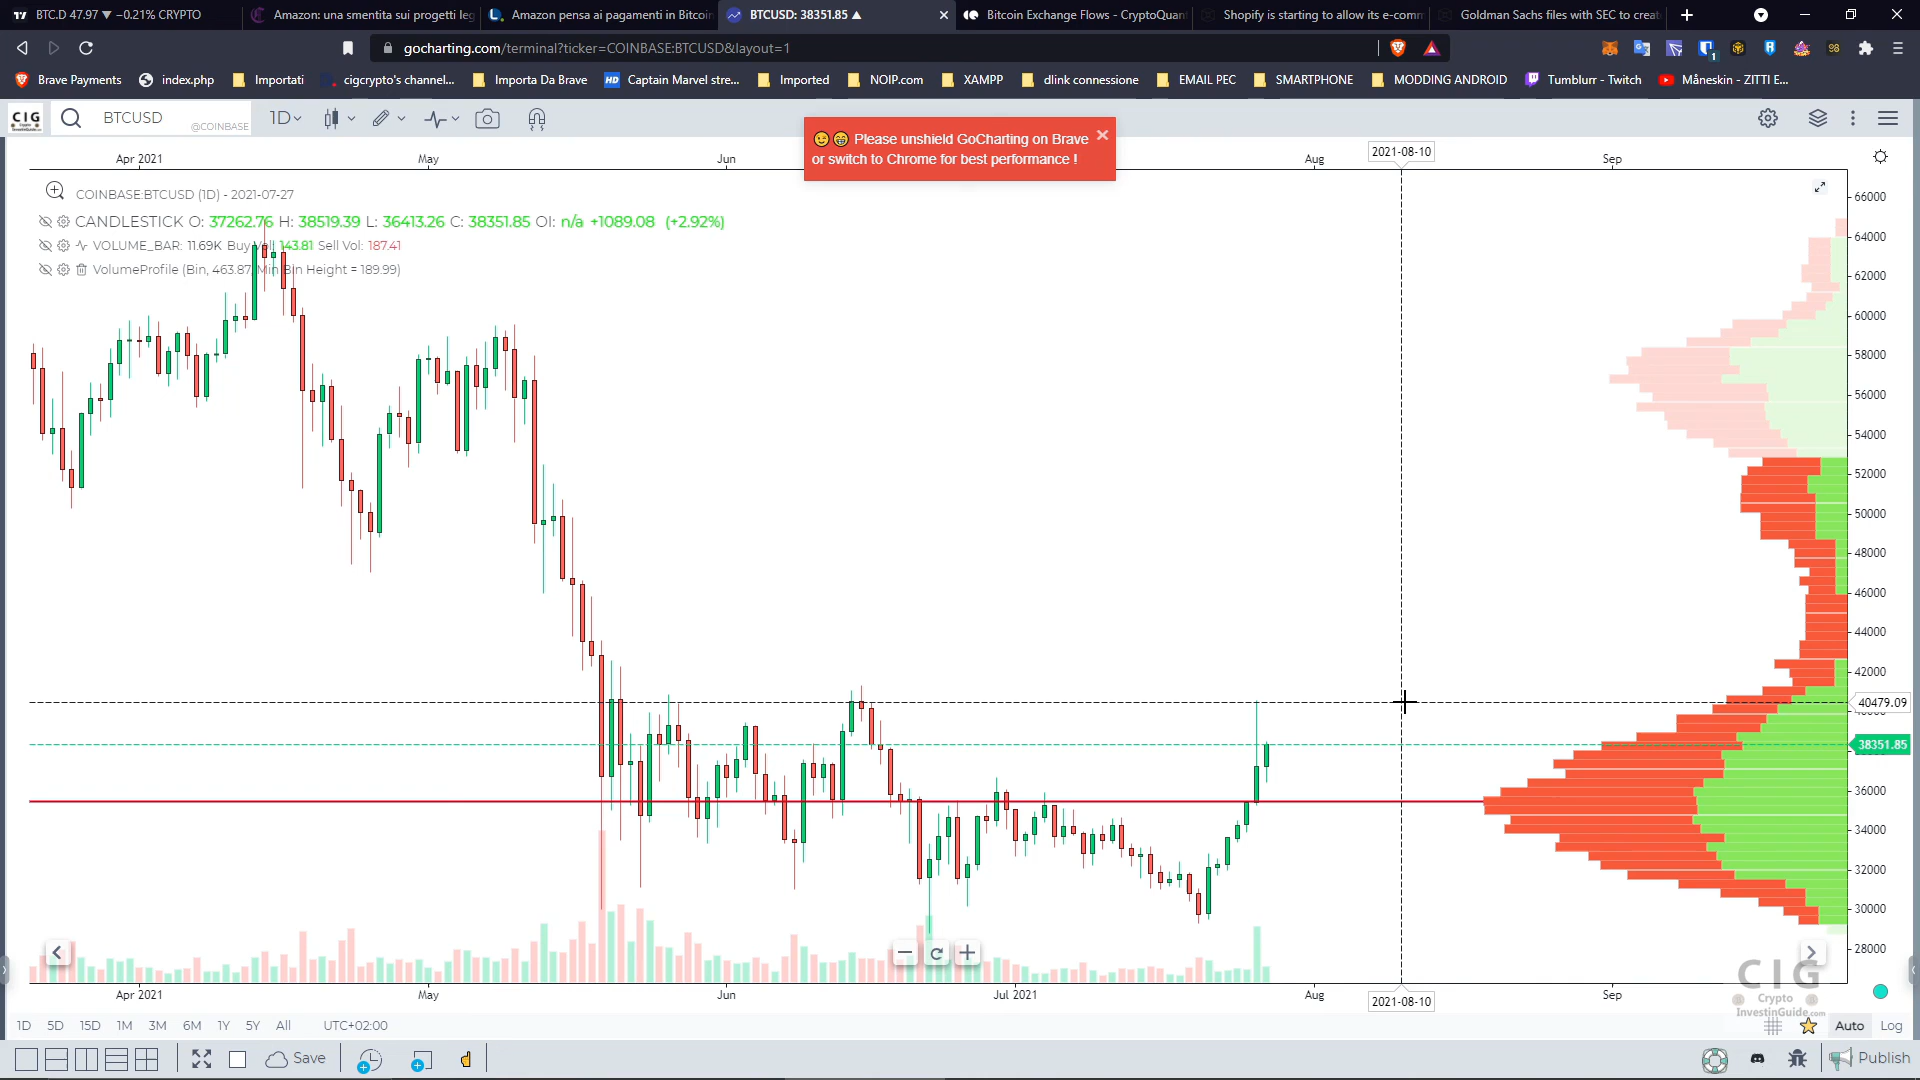 BTC.D 47.97 ▼ −0.21% CRYPTO
Amazon: una smentita sui progetti leg
Amazon pensa ai pagamenti in Bitcoin
BTCUSD: 38351.85 ▲
Bitcoin Exchange Flows - CryptoQuant
Shopify is starting to allow its e-comm
Goldman Sachs files with SEC to creat
gocharting.com/terminal?ticker=COINBASE:BTCUSD&layout=1
1
98
Brave Payments
index.php
Importati
cigcrypto's channel...
Importa Da Brave
HD
Captain Marvel stre...
Imported
NOIP.com
XAMPP
dlink connessione
EMAIL PEC
SMARTPHONE
MODDING ANDROID
Tumblurr - Twitch
Måneskin - ZITTI E...
CIG
BTCUSD
@COINBASE
1D
😉😁 Please unshield GoCharting on Brave
or switch to Chrome for best performance !
Apr 2021
May
Jun
Aug
2021-08-10
Sep
COINBASE:BTCUSD (1D) - 2021-07-27
CANDLESTICK O: 37262.76 H: 38519.39 L: 36413.26 C: 38351.85 OI: n/a +1089.08 (+2.92%)
VOLUME_BAR: 11.69K Buy Vol: 143.81 Sell Vol: 187.41
VolumeProfile (Bin, 463.87, Min Bin Height = 189.99)
66000
64000
62000
60000
58000
56000
54000
52000
50000
48000
46000
44000
42000
40479.09
38351.85
36000
34000
32000
30000
28000
CIG
Crypto
InvestinGuide.com
Apr 2021
May
Jun
Jul 2021
Aug
2021-08-10
Sep
1D
5D
15D
1M
3M
6M
1Y
5Y
All
UTC+02:00
Auto
Log
Save
Publish